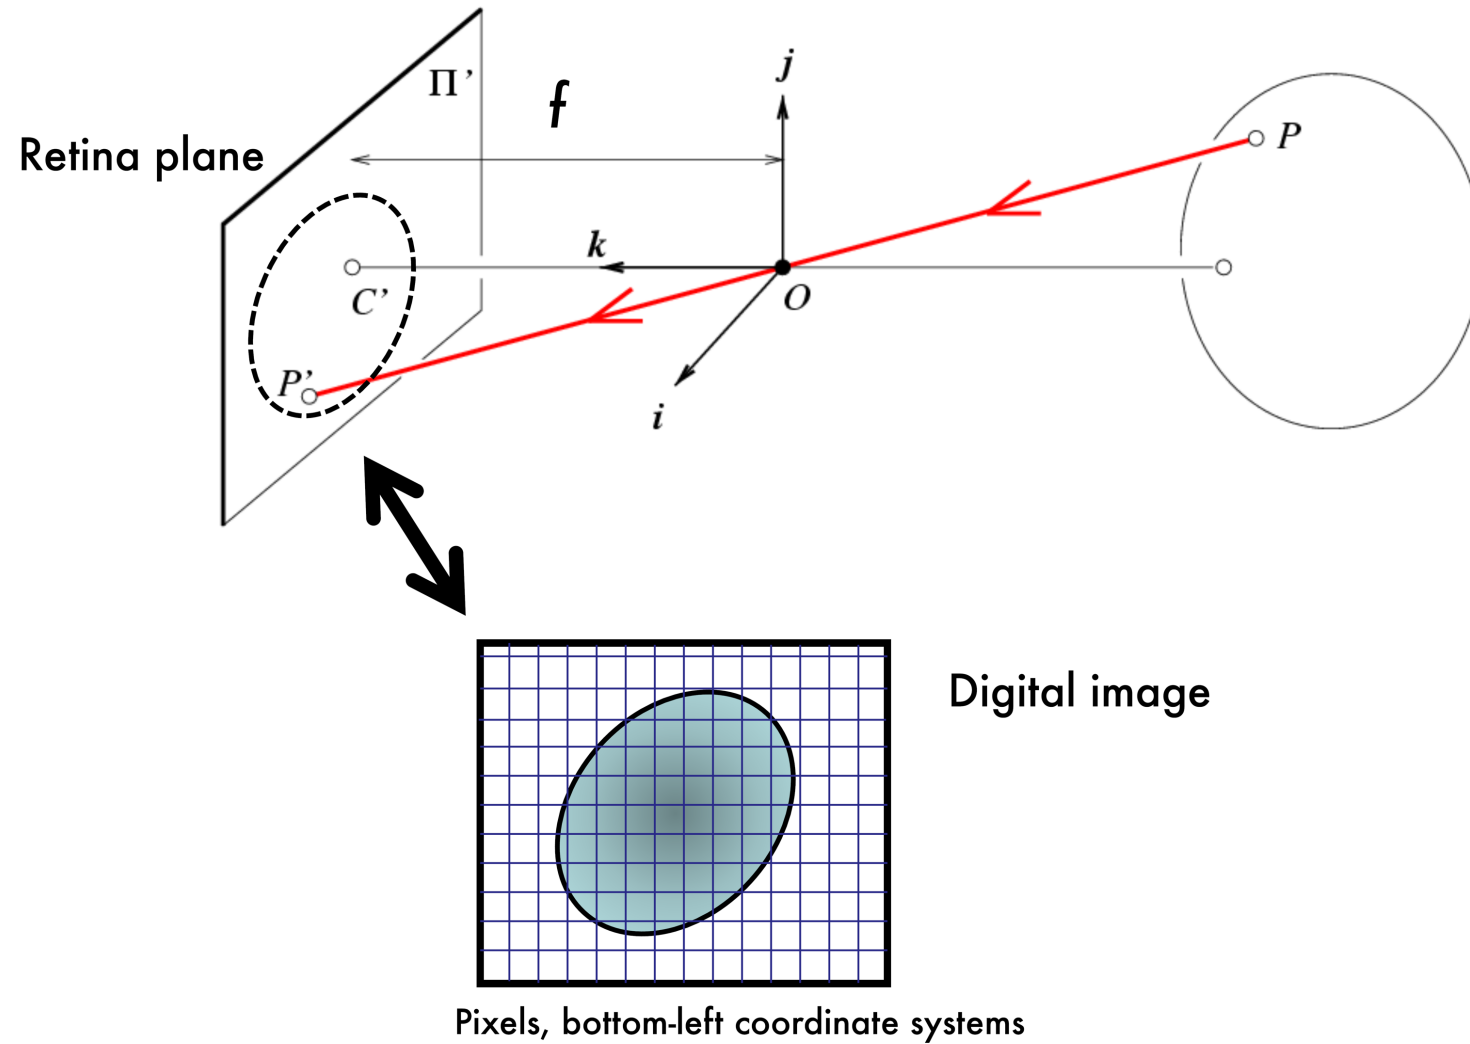 Π’
f
j
Retina plane
P
k
C’
O
P’
i
Digital image
Pixels, bottom-left coordinate systems